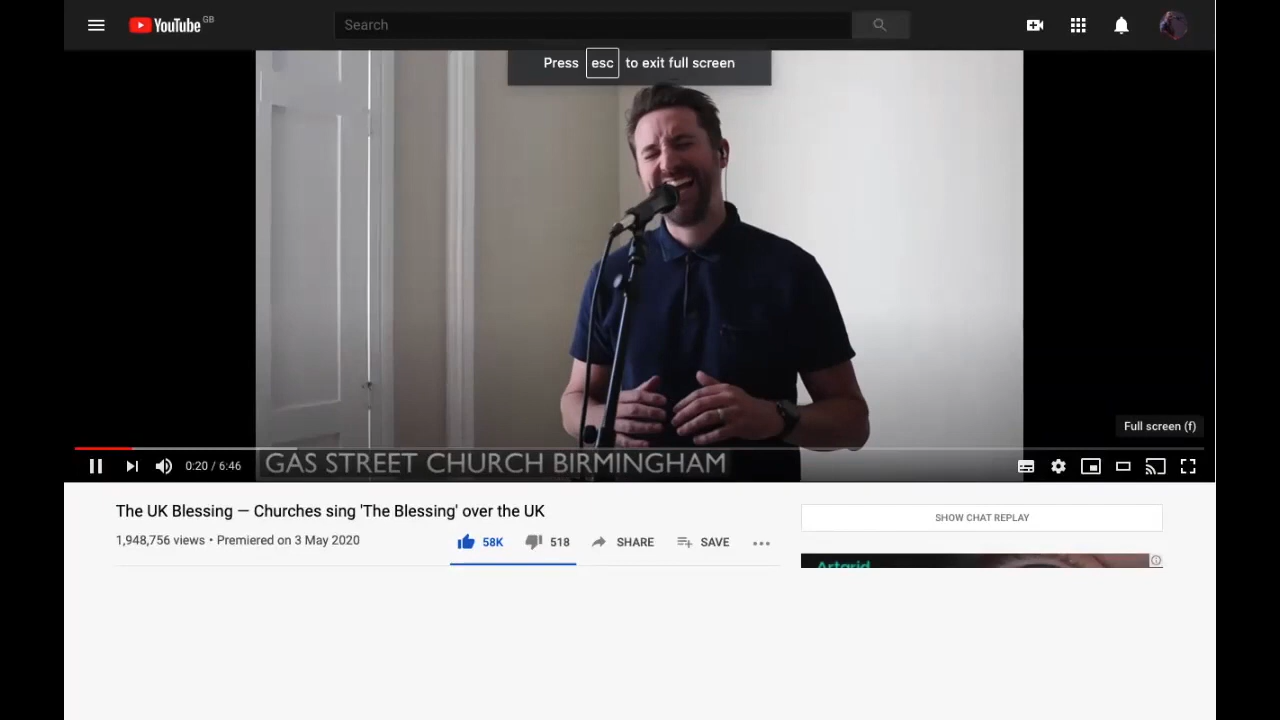 YouTube GB
Search
Press esc to exit full screen
Full screen (f)
0:20 / 6:46
GAS STREET CHURCH BIRMINGHAM
The UK Blessing — Churches sing 'The Blessing' over the UK
SHOW CHAT REPLAY
1,948,756 views • Premiered on 3 May 2020
58K 518 SHARE SAVE
Artgrid